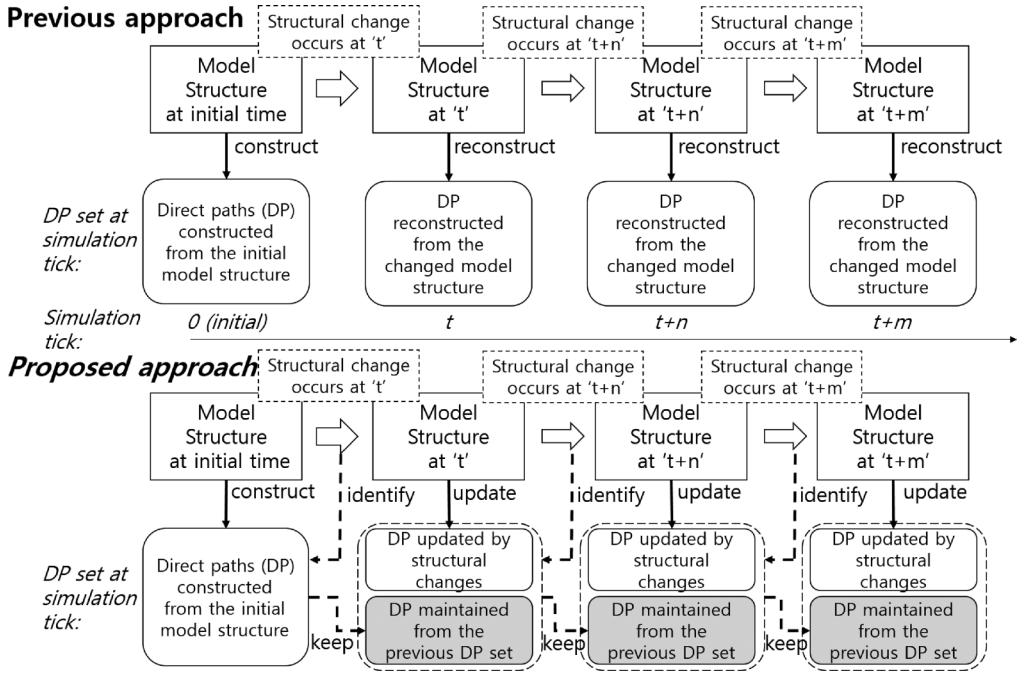 Previous approach
Structural change
occurs at ‘t’
Structural change
occurs at ‘t+n‘
Structural change
occurs at ‘t+m’
Model
Structure
at initial time
Model
Structure
at ‘t’
Model
Structure
at ‘t+n‘
Model
Structure
at ‘t+m’
construct
reconstruct
reconstruct
reconstruct
DP set at
simulation
tick:
Direct paths (DP)
constructed
from the initial
model structure
DP
reconstructed
from the
changed model
structure
DP
reconstructed
from the
changed model
structure
DP
reconstructed
from the
changed model
structure
Simulation
tick:
0 (initial)
t
t+n
t+m
Proposed approach
Structural change
occurs at ‘t’
Structural change
occurs at ‘t+n‘
Structural change
occurs at ‘t+m’
Model
Structure
at initial time
Model
Structure
at ‘t’
Model
Structure
at ‘t+n‘
Model
Structure
at ‘t+m’
construct
identify
update
identify
update
identify
update
DP set at
simulation
tick:
Direct paths (DP)
constructed
from the initial
model structure
DP updated by
structural
changes
DP updated by
structural
changes
DP updated by
structural
changes
keep
DP maintained
from the
previous DP set
keep
DP maintained
from the
previous DP set
keep
DP maintained
from the
previous DP set